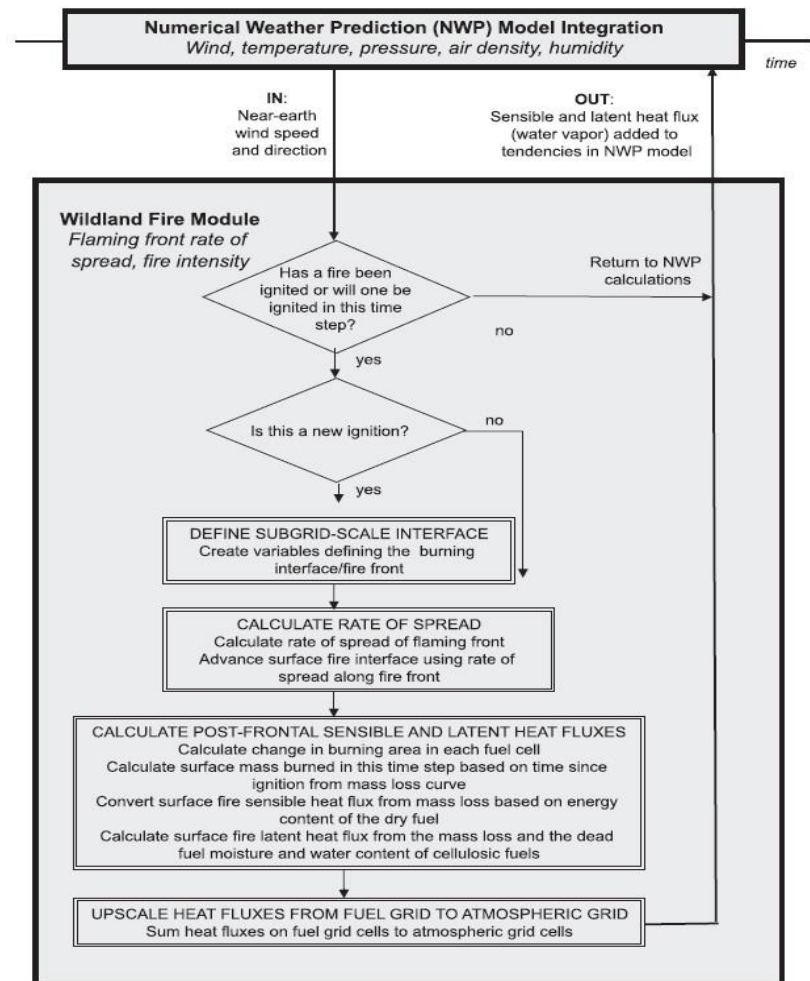 Numerical Weather Prediction (NWP) Model Integration
Wind, temperature, pressure, air density, humidity
time
IN:
Near-earth
wind speed
and direction
OUT:
Sensible and latent heat flux
(water vapor) added to
tendencies in NWP model
Wildland Fire Module
Flaming front rate of
spread, fire intensity
Has a fire been
ignited or will one be
ignited in this time
step?
Return to NWP
calculations
no
yes
Is this a new ignition?
no
yes
DEFINE SUBGRID-SCALE INTERFACE
Create variables defining the burning
interface/fire front
CALCULATE RATE OF SPREAD
Calculate rate of spread of flaming front
Advance surface fire interface using rate of
spread along fire front
CALCULATE POST-FRONTAL SENSIBLE AND LATENT HEAT FLUXES
Calculate change in burning area in each fuel cell
Calculate surface mass burned in this time step based on time since
ignition from mass loss curve
Convert surface fire sensible heat flux from mass loss based on energy
content of the dry fuel
Calculate surface fire latent heat flux from the mass loss and the dead
fuel moisture and water content of cellulosic fuels
UPSCALE HEAT FLUXES FROM FUEL GRID TO ATMOSPHERIC GRID
Sum heat fluxes on fuel grid cells to atmospheric grid cells